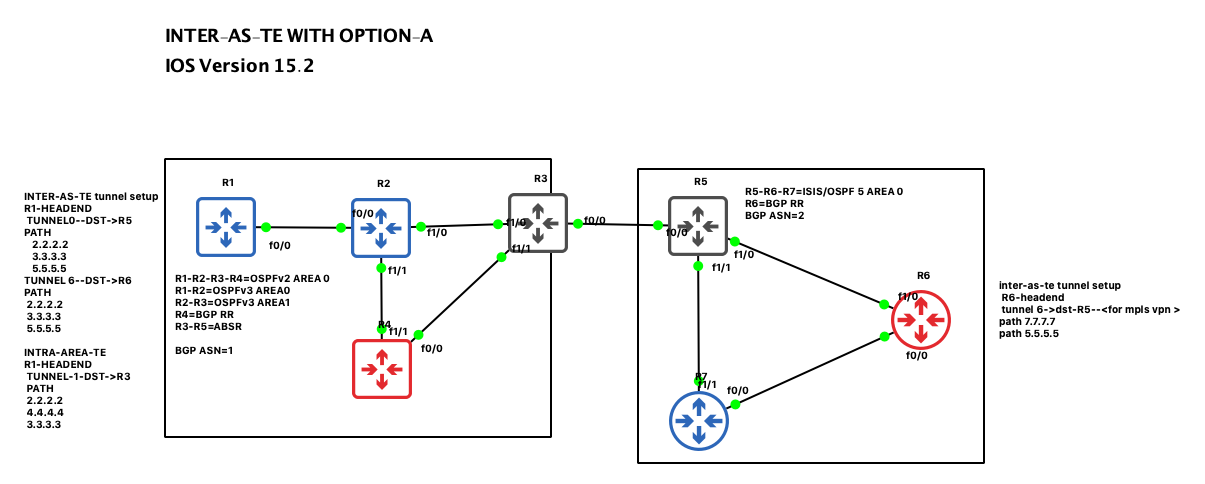 INTER-AS-TE WITH OPTION-A
IOS Version 15.2
INTER-AS-TE tunnel setup
R1-HEADEND
TUNNEL0--DST->R5
PATH
2.2.2.2
3.3.3.3
5.5.5.5
TUNNEL 6--DST->R6
PATH
2.2.2.2
3.3.3.3
5.5.5.5
INTRA-AREA-TE
R1-HEADEND
TUNNEL-1-DST->R3
PATH
2.2.2.2
4.4.4.4
3.3.3.3
R1
f0/0
R2
f0/0
f1/0
f1/1
R3
f1/0
f0/0
f1/1
R1-R2-R3-R4=OSPFv2 AREA 0
R1-R2=OSPFv3 AREA0
R2-R3=OSPFv3 AREA1
R4=BGP RR
R3-R5=ABSR
BGP ASN=1
R4
f1/1
f0/0
R5
f0/0
f1/0
f1/1
R5-R6-R7=ISIS/OSPF 5 AREA 0
R6=BGP RR
BGP ASN=2
R6
f1/0
f0/0
R7
f1/1
f0/0
inter-as-te tunnel setup
R6-headend
tunnel 6->dst-R5--<for mpls vpn >
path 7.7.7.7
path 5.5.5.5